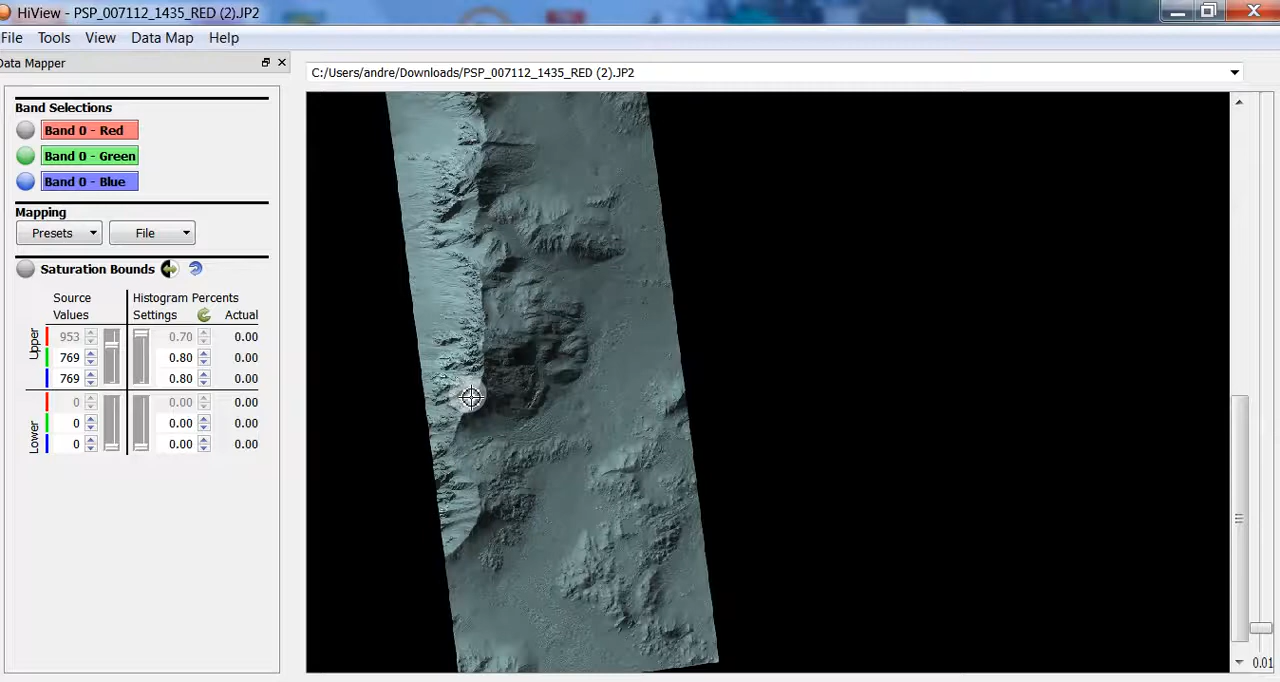 HiView - PSP_007112_1435_RED (2).JP2
File Tools View Data Map Help
Data Mapper
C:/Users/andre/Downloads/PSP_007112_1435_RED (2).JP2
Band Selections
Band 0 - Red
Band 0 - Green
Band 0 - Blue
Mapping
Presets File
Saturation Bounds
Source Histogram Percents
Values Settings Actual
Upper
953 0.70 0.00
769 0.80 0.00
769 0.80 0.00
Lower
0 0.00 0.00
0 0.00 0.00
0 0.00 0.00
0.01